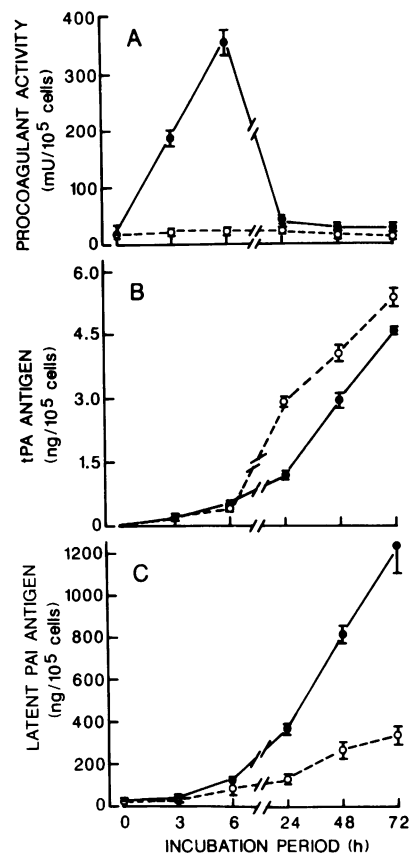 A
PROCOAGULANT ACTIVITY
(mU/10⁵ cells)
400
300
200
100
0
B
tPA ANTIGEN
(ng/10⁵ cells)
6.0
4.5
3.0
1.5
0
C
LATENT PAI ANTIGEN
(ng/10⁵ cells)
1200
1000
800
600
400
200
0
0 3 6 24 48 72
INCUBATION PERIOD (h)